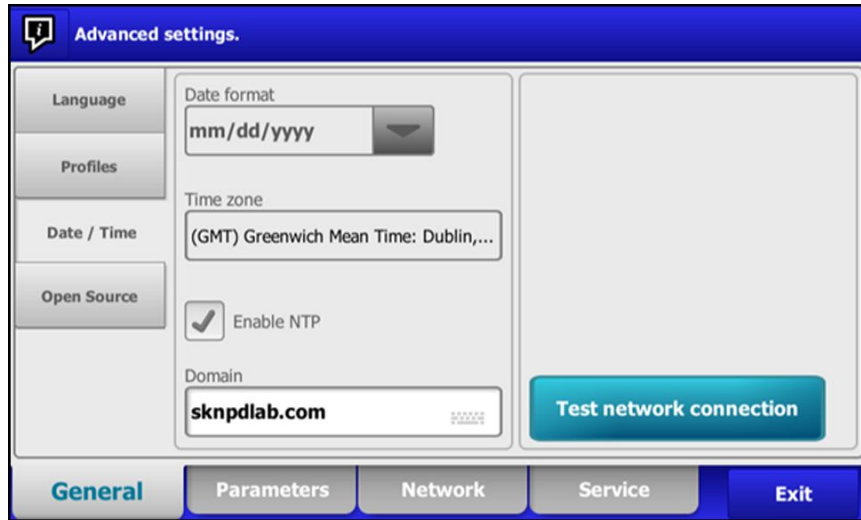 Advanced settings.
Language
Profiles
Date / Time
Open Source
Date format
mm/dd/yyyy
Time zone
(GMT) Greenwich Mean Time: Dublin,...
Enable NTP
Domain
sknpdlab.com
Test network connection
General
Parameters
Network
Service
Exit